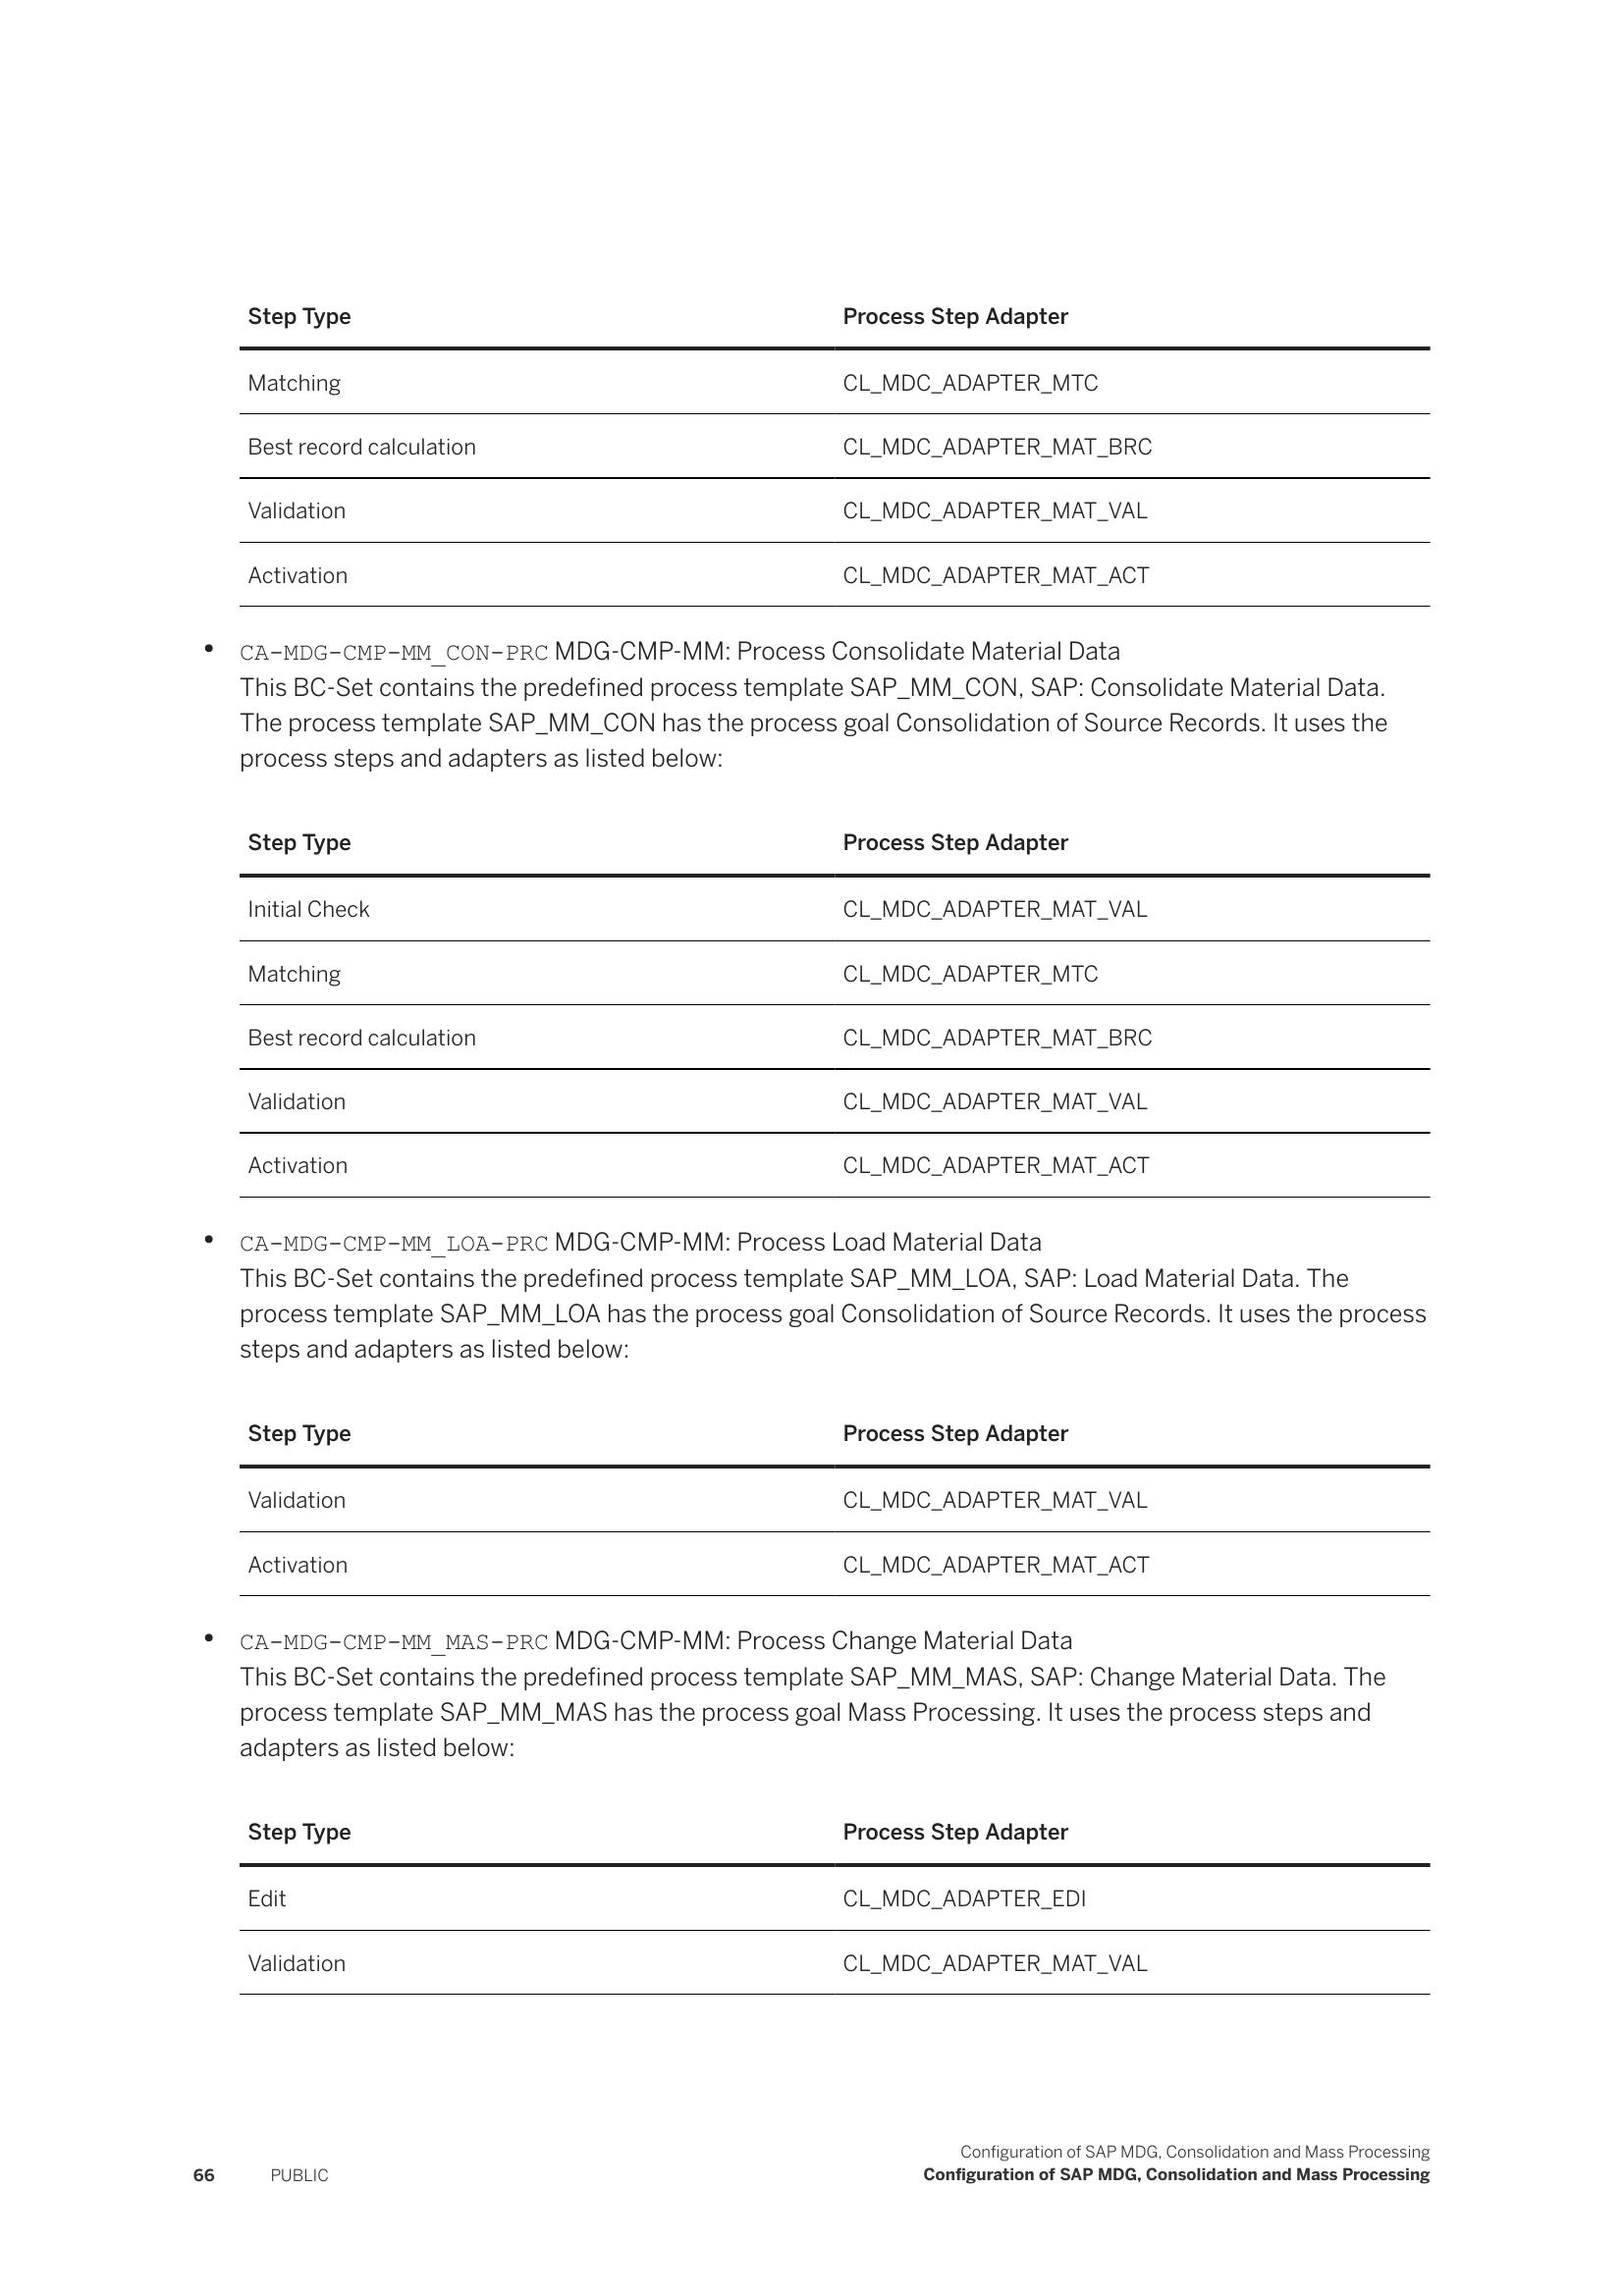 Step Type Process Step Adapter
Matching CL_MDC_ADAPTER_MTC
Best record calculation CL_MDC_ADAPTER_MAT_BRC
Validation CL_MDC_ADAPTER_MAT_VAL
Activation CL_MDC_ADAPTER_MAT_ACT
• CA-MDG-CMP-MM_CON-PRC MDG-CMP-MM: Process Consolidate Material Data
This BC-Set contains the predefined process template SAP_MM_CON, SAP: Consolidate Material Data.
The process template SAP_MM_CON has the process goal Consolidation of Source Records. It uses the
process steps and adapters as listed below:
Step Type Process Step Adapter
Initial Check CL_MDC_ADAPTER_MAT_VAL
Matching CL_MDC_ADAPTER_MTC
Best record calculation CL_MDC_ADAPTER_MAT_BRC
Validation CL_MDC_ADAPTER_MAT_VAL
Activation CL_MDC_ADAPTER_MAT_ACT
• CA-MDG-CMP-MM_LOA-PRC MDG-CMP-MM: Process Load Material Data
This BC-Set contains the predefined process template SAP_MM_LOA, SAP: Load Material Data. The
process template SAP_MM_LOA has the process goal Consolidation of Source Records. It uses the process
steps and adapters as listed below:
Step Type Process Step Adapter
Validation CL_MDC_ADAPTER_MAT_VAL
Activation CL_MDC_ADAPTER_MAT_ACT
• CA-MDG-CMP-MM_MAS-PRC MDG-CMP-MM: Process Change Material Data
This BC-Set contains the predefined process template SAP_MM_MAS, SAP: Change Material Data. The
process template SAP_MM_MAS has the process goal Mass Processing. It uses the process steps and
adapters as listed below:
Step Type Process Step Adapter
Edit CL_MDC_ADAPTER_EDI
Validation CL_MDC_ADAPTER_MAT_VAL
Configuration of SAP MDG, Consolidation and Mass Processing
66 PUBLIC Configuration of SAP MDG, Consolidation and Mass Processing